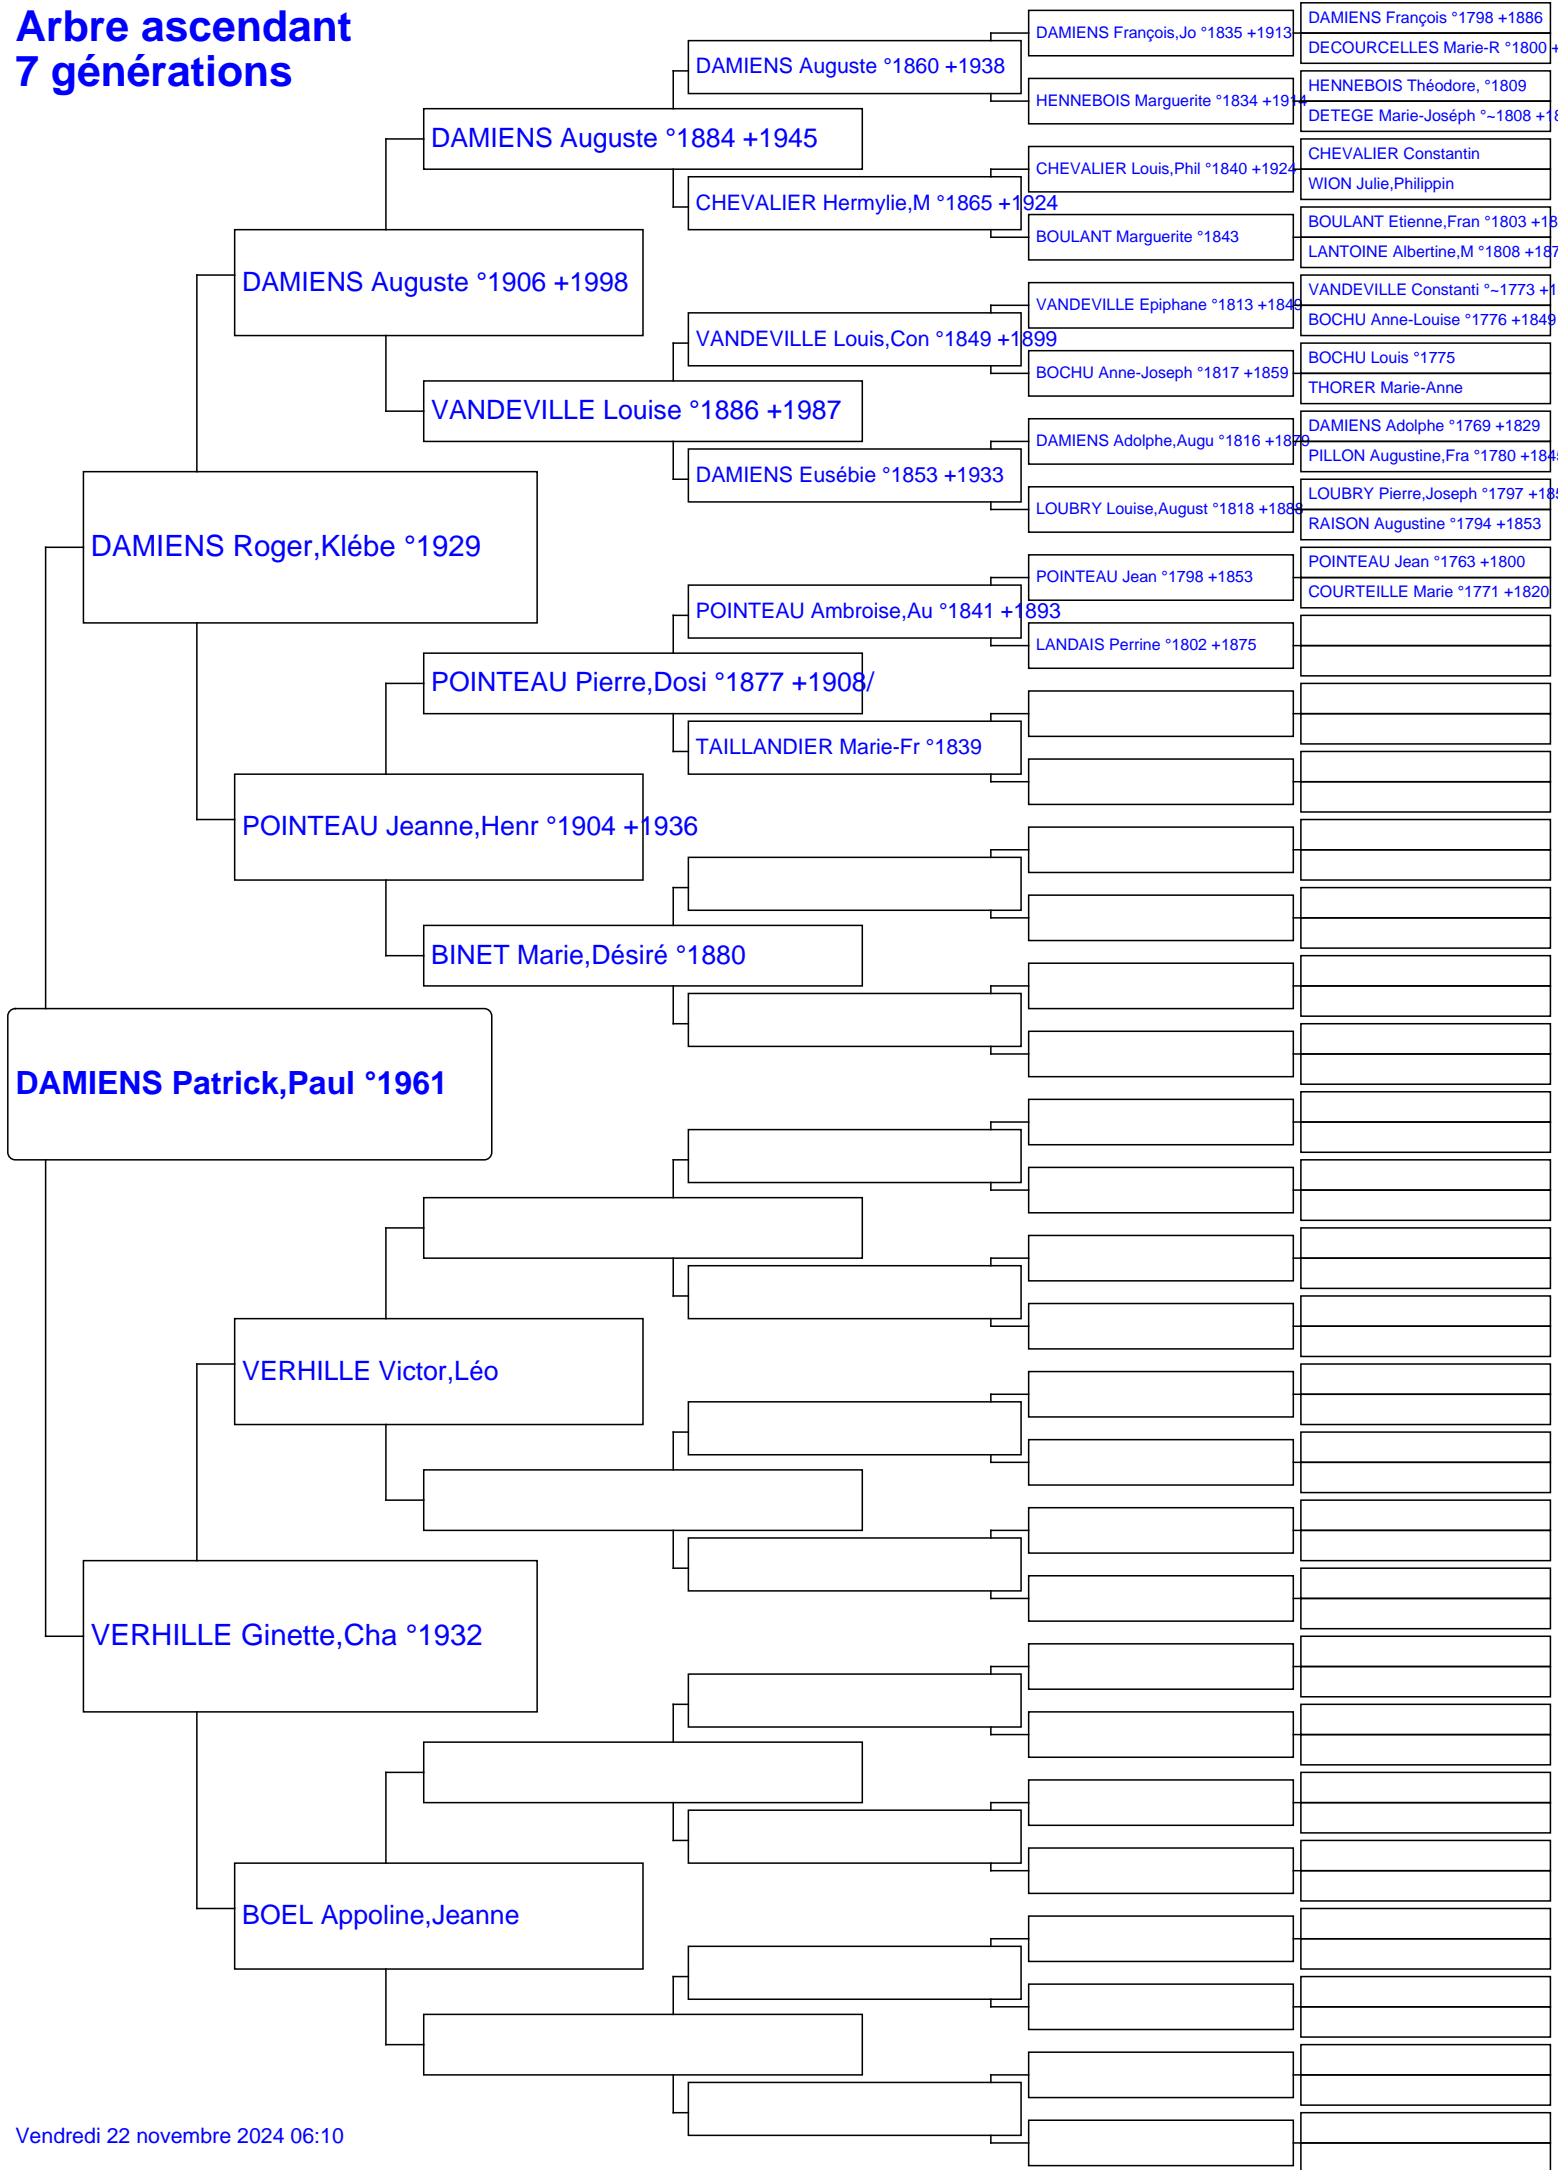 Arbre ascendant
7 générations
DAMIENS Patrick,Paul °1961
DAMIENS Roger,Klébe °1929
VERHILLE Ginette,Cha °1932
DAMIENS Auguste °1906 +1998
POINTEAU Jeanne,Henr °1904 +1936
VERHILLE Victor,Léo
BOEL Appoline,Jeanne
DAMIENS Auguste °1884 +1945
VANDEVILLE Louise °1886 +1987
POINTEAU Pierre,Dosi °1877 +1908/
BINET Marie,Désiré °1880
DAMIENS Auguste °1860 +1938
CHEVALIER Hermylie,M °1865 +1924
VANDEVILLE Louis,Con °1849 +1899
DAMIENS Eusébie °1853 +1933
POINTEAU Ambroise,Au °1841 +1893
TAILLANDIER Marie-Fr °1839
DAMIENS François,Jo °1835 +1913
HENNEBOIS Marguerite °1834 +1914
CHEVALIER Louis,Phil °1840 +1924
BOULANT Marguerite °1843
VANDEVILLE Epiphane °1813 +1849
BOCHU Anne-Joseph °1817 +1859
DAMIENS Adolphe,Augu °1816 +1879
LOUBRY Louise,August °1818 +1888
POINTEAU Jean °1798 +1853
LANDAIS Perrine °1802 +1875
DAMIENS François °1798 +1886
DECOURCELLES Marie-R °1800 +
HENNEBOIS Théodore, °1809
DETEGE Marie-Joséph °~1808 +18
CHEVALIER Constantin
WION Julie,Philippin
BOULANT Etienne,Fran °1803 +18
LANTOINE Albertine,M °1808 +187
VANDEVILLE Constanti °~1773 +1
BOCHU Anne-Louise °1776 +1849
BOCHU Louis °1775
THORER Marie-Anne
DAMIENS Adolphe °1769 +1829
PILLON Augustine,Fra °1780 +1845
LOUBRY Pierre,Joseph °1797 +185
RAISON Augustine °1794 +1853
POINTEAU Jean °1763 +1800
COURTEILLE Marie °1771 +1820
Vendredi 22 novembre 2024 06:10